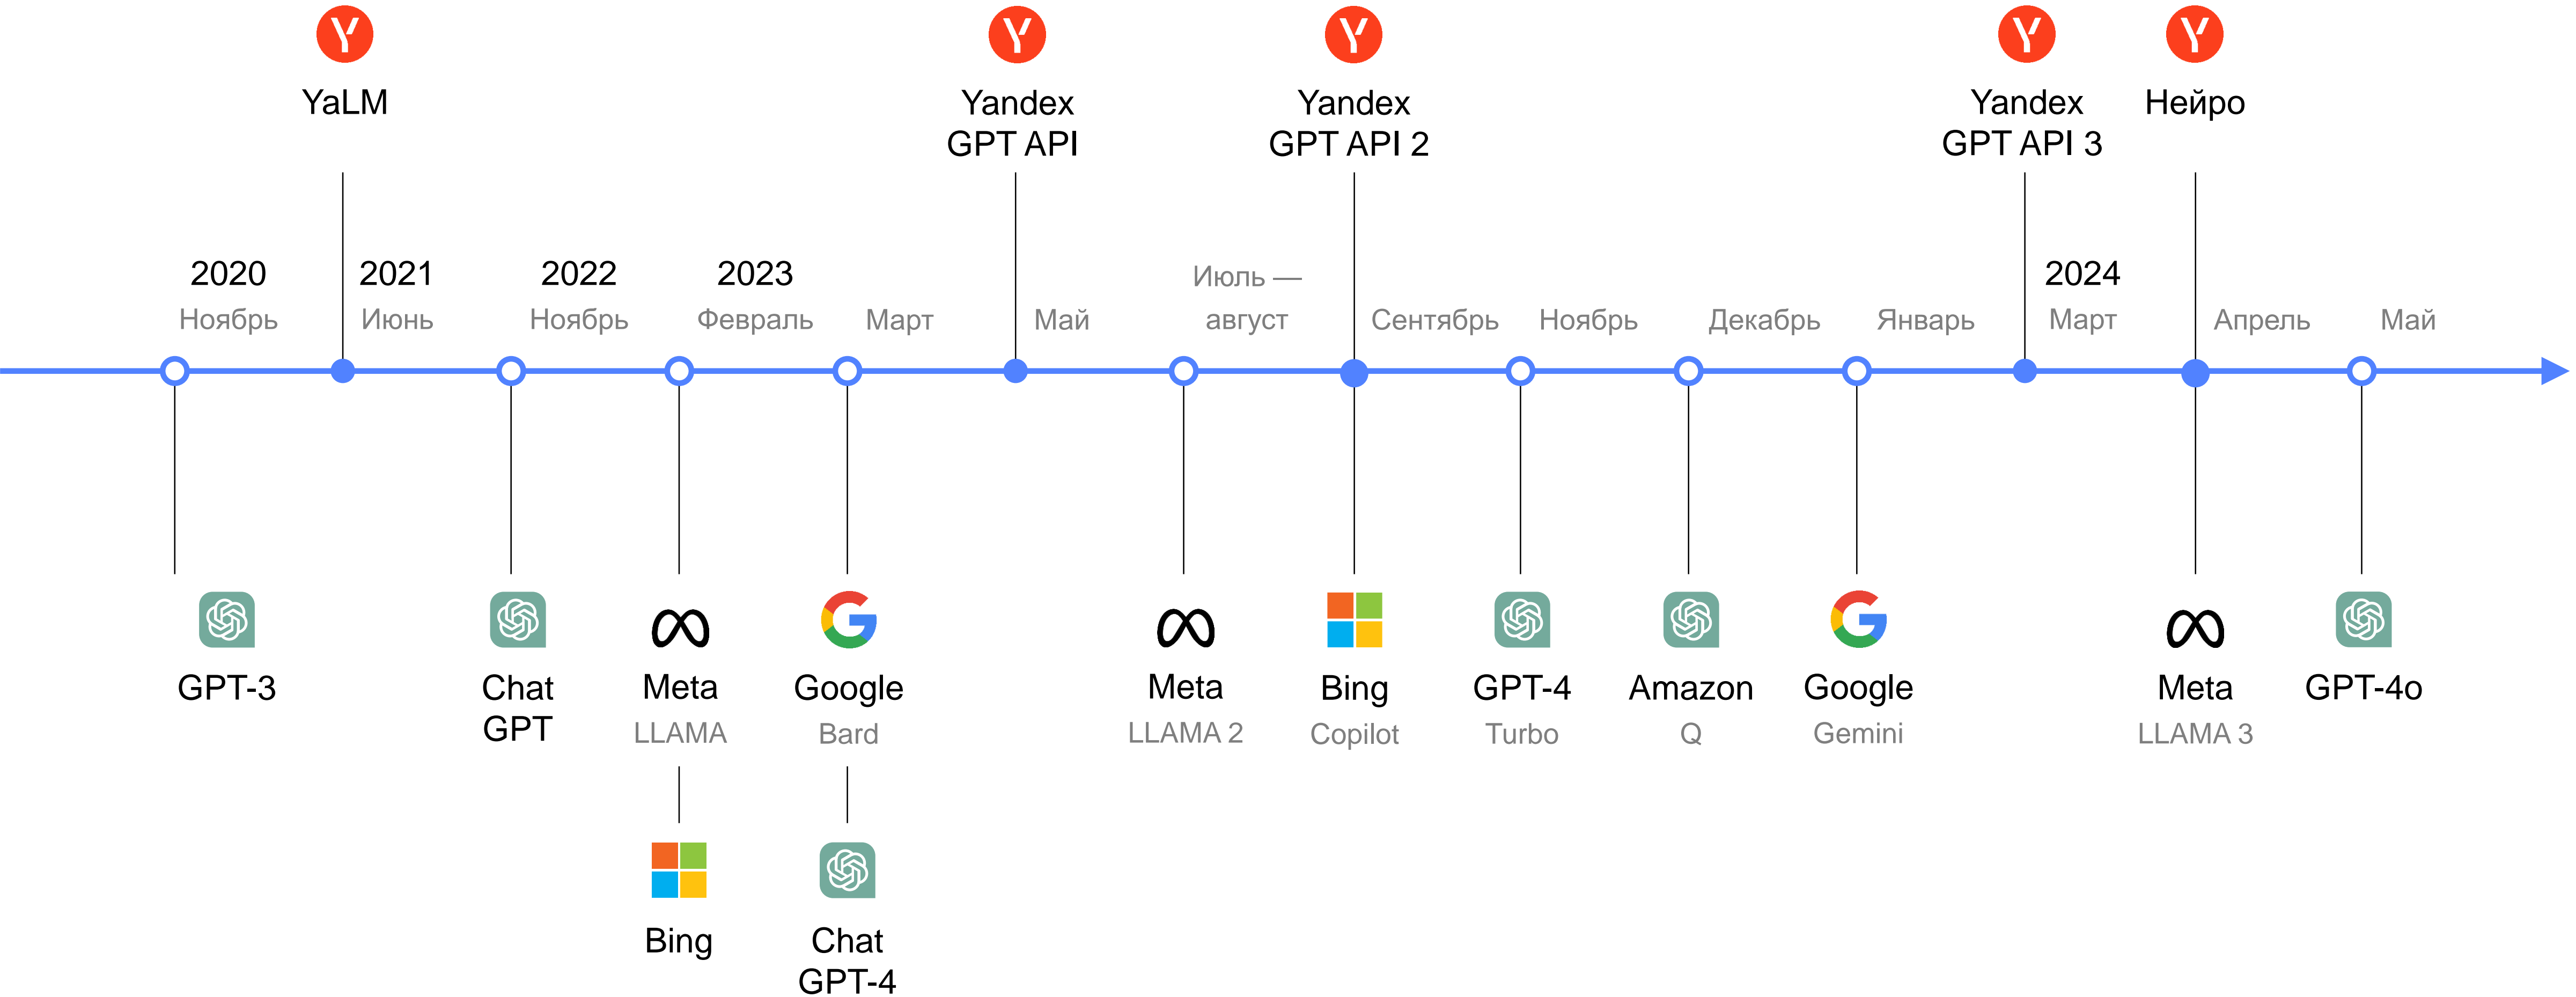 YaLM
Yandex
GPT API
Yandex
GPT API 2
Yandex
GPT API 3
Нейро
2020
Ноябрь
2021
Июнь
2022
Ноябрь
2023
Февраль
Март
Май
Июль —
август
Сентябрь
Ноябрь
Декабрь
Январь
2024
Март
Апрель
Май
GPT-3
Chat
GPT
Meta
LLAMA
Bing
Google
Bard
Chat
GPT-4
Meta
LLAMA 2
Bing
Copilot
GPT-4
Turbo
Amazon
Q
Google
Gemini
Meta
LLAMA 3
GPT-4o